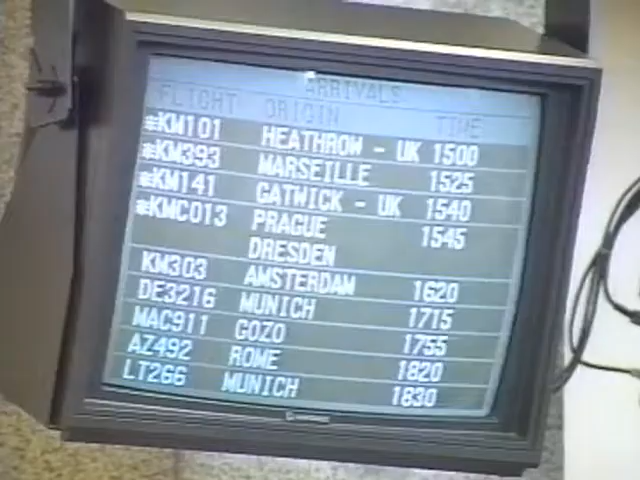 ARRIVALS
FLIGHT ORIGIN TIME
*KM101 HEATHROW - UK 1500
*KM393 MARSEILLE 1525
*KM141 GATWICK - UK 1540
*KMC013 PRAGUE 1545
DRESDEN
KM303 AMSTERDAM 1620
DE3216 MUNICH 1715
MAC911 GOZO 1755
AZ492 ROME 1820
LT266 MUNICH 1830